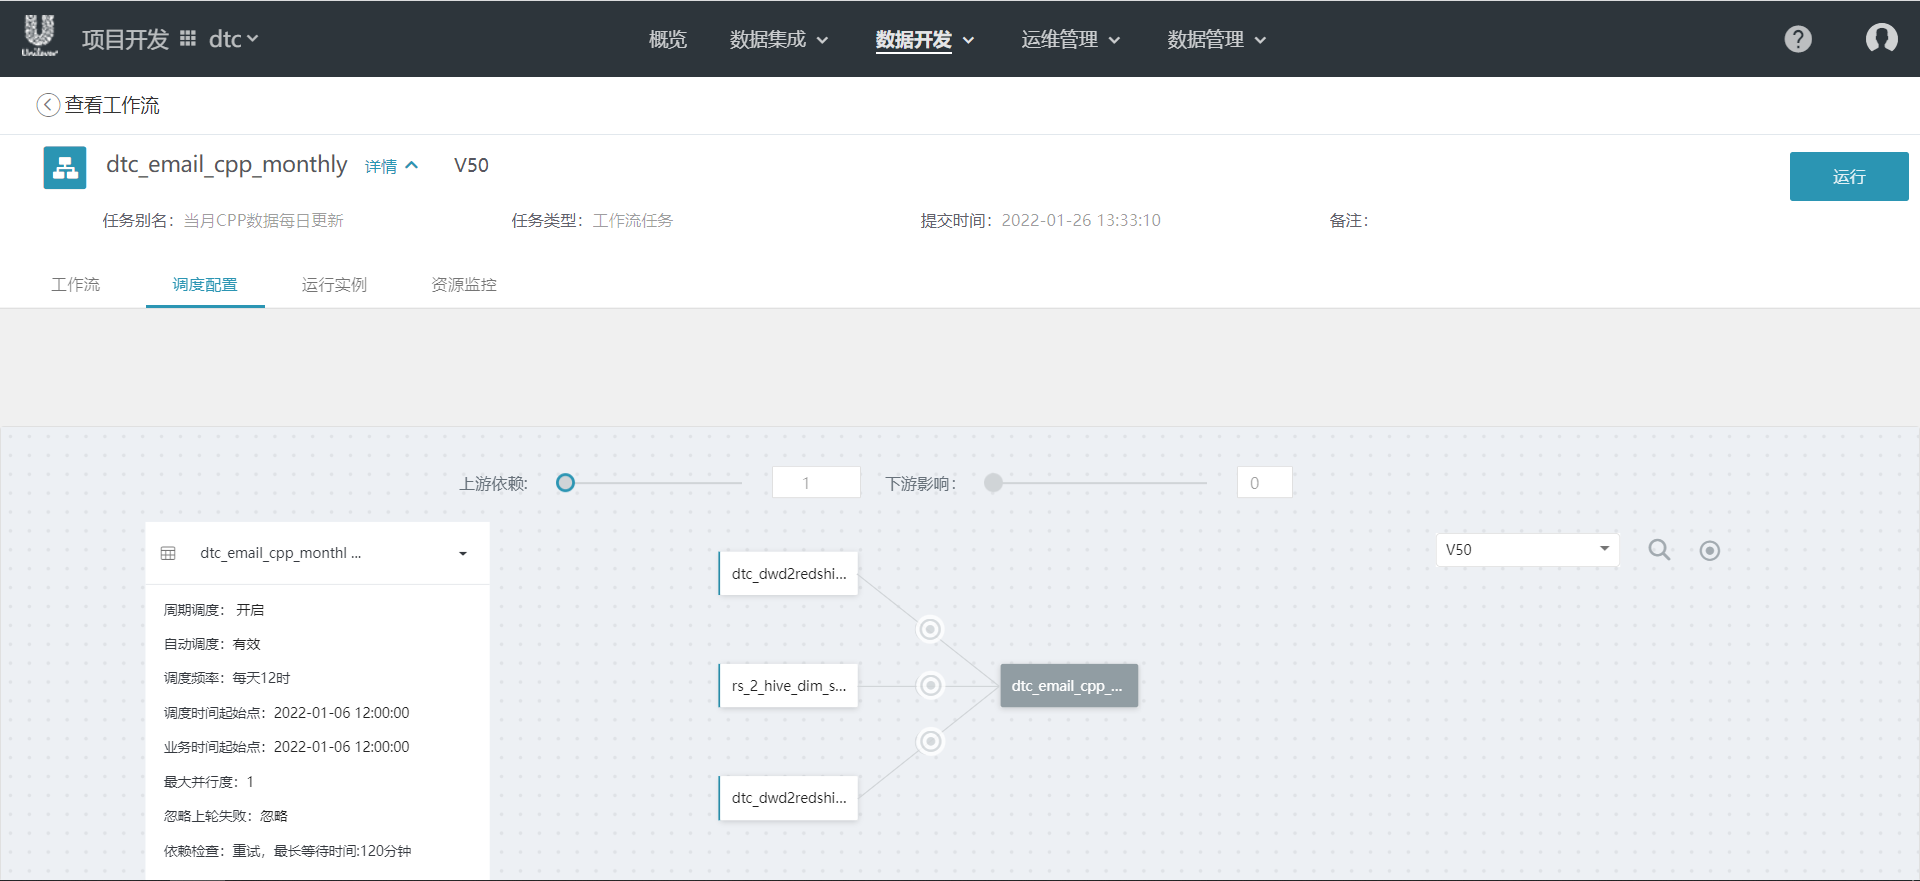 Unilever
项目开发 dtc
概览 数据集成 数据开发 运维管理 数据管理
?
查看工作流
dtc_email_cpp_monthly 详情 V50
运行
任务别名：当月CPP数据每日更新 任务类型：工作流任务 提交时间：2022-01-26 13:33:10 备注：
工作流 调度配置 运行实例 资源监控
上游依赖: 1 下游影响: 0
dtc_email_cpp_monthl ...
周期调度： 开启
自动调度：有效
调度频率：每天12时
调度时间起始点：2022-01-06 12:00:00
业务时间起始点：2022-01-06 12:00:00
最大并行度：1
忽略上轮失败：忽略
依赖检查：重试，最长等待时间:120分钟
dtc_dwd2redshi...
rs_2_hive_dim_s...
dtc_dwd2redshi...
dtc_email_cpp_...
V50